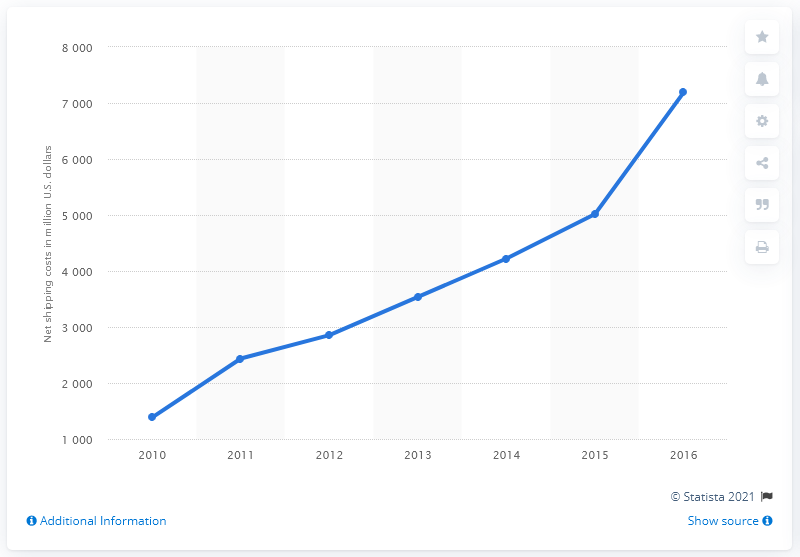 8 000
7 000
6 000
5 000
4 000
3 000
2 000
1 000
Net shipping costs in million U.S. dollars
2010 2011 2012 2013 2014 2015 2016
© Statista 2021
Additional Information
Show source